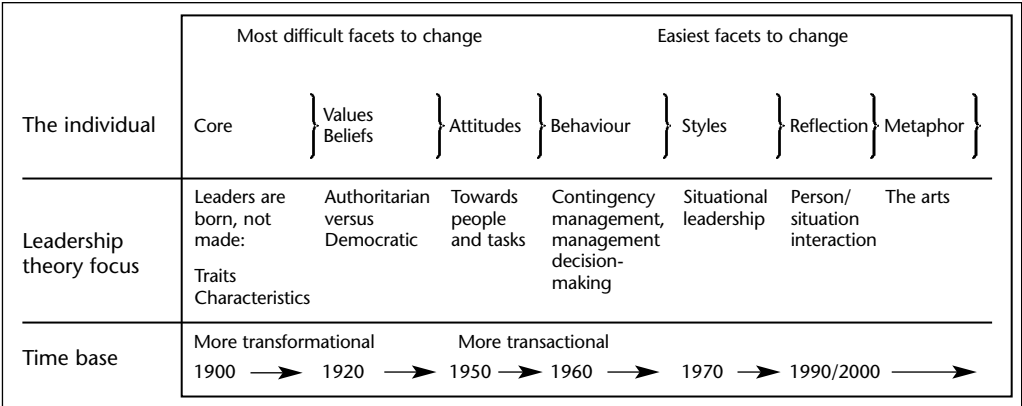 Most difficult facets to change
Easiest facets to change
The individual
Core
Values
Beliefs
Attitudes
Behaviour
Styles
Reflection
Metaphor
Leadership
theory focus
Leaders are
born, not
made:
Traits
Characteristics
Authoritarian
versus
Democratic
Towards
people
and tasks
Contingency
management,
management
decision-
making
Situational
leadership
Person/
situation
interaction
The arts
Time base
More transformational
More transactional
1900
1920
1950
1960
1970
1990/2000